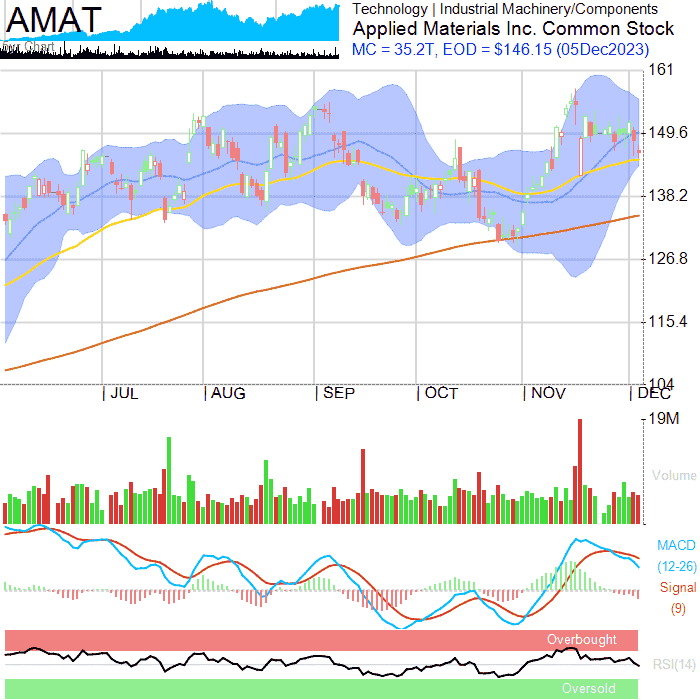 AMAT
Technology | Industrial Machinery/Components
Applied Materials Inc. Common Stock
MC = 35.2T, EOD = $146.15 (05Dec2023)
Chart
161
149.6
138.2
126.8
115.4
104
JUL AUG SEP OCT NOV DEC
19M
Volume
MACD
(12-26)
Signal
(9)
Overbought
RSI(14)
Oversold